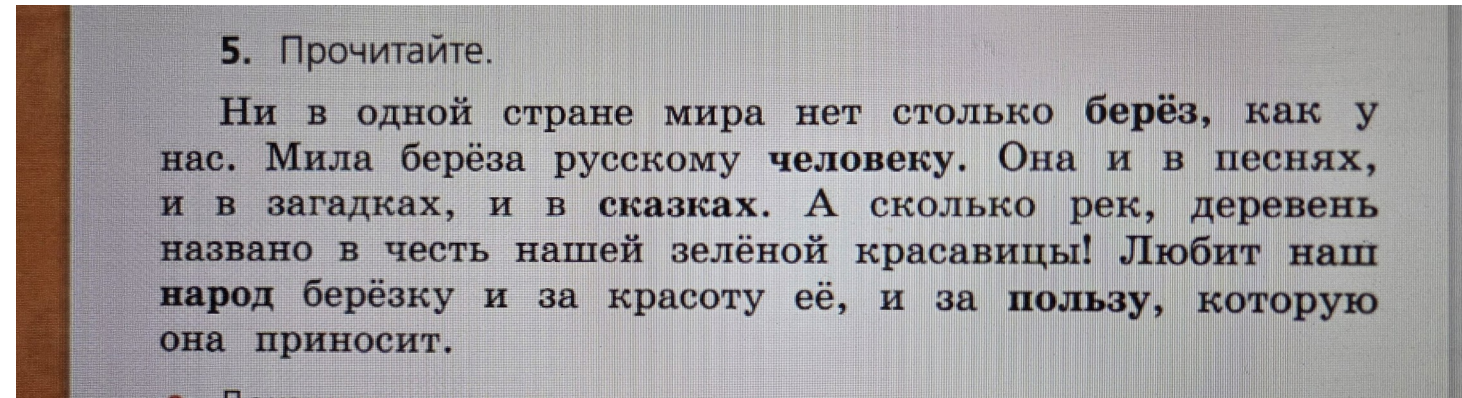 5. Прочитайте.
Ни в одной стране мира нет столько берёз, как у
нас. Мила берёза русскому человеку. Она и в песнях,
и в загадках, и в сказках. А сколько рек, деревень
названо в честь нашей зелёной красавицы! Любит наш
народ берёзку и за красоту её, и за пользу, которую
она приносит.